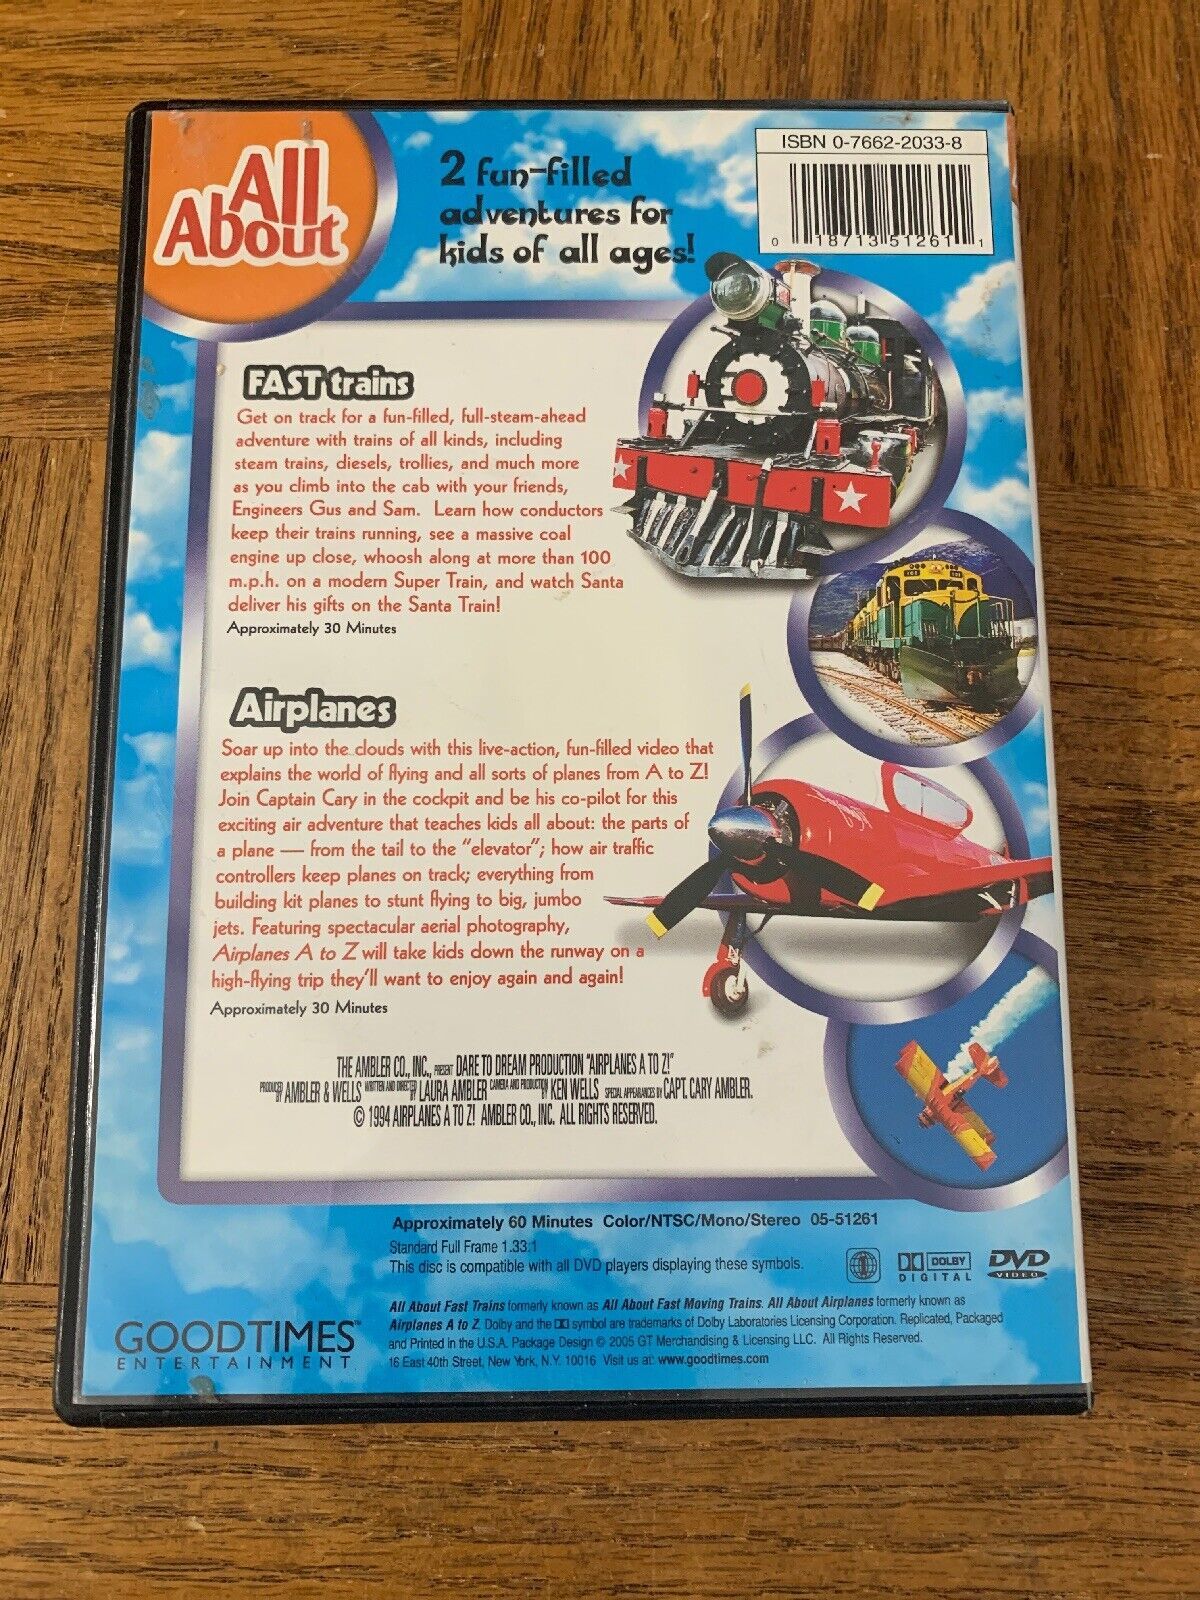 All
About
2 fun-filled
adventures for
kids of all ages!
ISBN 0-7662-2033-8
0 18713 51261 1
FAST trains
Get on track for a fun-filled, full-steam-ahead
adventure with trains of all kinds, including
steam trains, diesels, trollies, and much more
as you climb into the cab with your friends,
Engineers Gus and Sam. Learn how conductors
keep their trains running, see a massive coal
engine up close, whoosh along at more than 100
m.p.h. on a modern Super Train, and watch Santa
deliver his gifts on the Santa Train!
Approximately 30 Minutes
Airplanes
Soar up into the clouds with this live-action, fun-filled video that
explains the world of flying and all sorts of planes from A to Z!
Join Captain Cary in the cockpit and be his co-pilot for this
exciting air adventure that teaches kids all about: the parts of
a plane — from the tail to the "elevator"; how air traffic
controllers keep planes on track; everything from
building kit planes to stunt flying to big, jumbo
jets. Featuring spectacular aerial photography,
Airplanes A to Z will take kids down the runway on a
high-flying trip they'll want to enjoy again and again!
Approximately 30 Minutes
THE AMBLER CO., INC., PRESENT DARE TO DREAM PRODUCTION "AIRPLANES A TO Z!"
PRODUCED BY AMBLER & WELLS WRITTEN AND DIRECTED BY LAURA AMBLER CAMERA AND PRODUCTION BY KEN WELLS SPECIAL APPEARANCES BY CAPT. CARY AMBLER.
© 1994 AIRPLANES A TO Z! AMBLER CO., INC. ALL RIGHTS RESERVED.
Approximately 60 Minutes Color/NTSC/Mono/Stereo 05-51261
Standard Full Frame 1.33.1
This disc is compatible with all DVD players displaying these symbols.
1
DOLBY
DIGITAL
DVD
VIDEO
GOODTIMES™
ENTERTAINMENT
All About Fast Trains formerly known as All About Fast Moving Trains. All About Airplanes formerly known as
Airplanes A to Z. Dolby and the symbol are trademarks of Dolby Laboratories Licensing Corporation. Replicated, Packaged
and Printed in the U.S.A. Package Design © 2005 GT Merchandising & Licensing LLC. All Rights Reserved.
16 East 40th Street, New York, N.Y. 10016 Visit us at: www.goodtimes.com